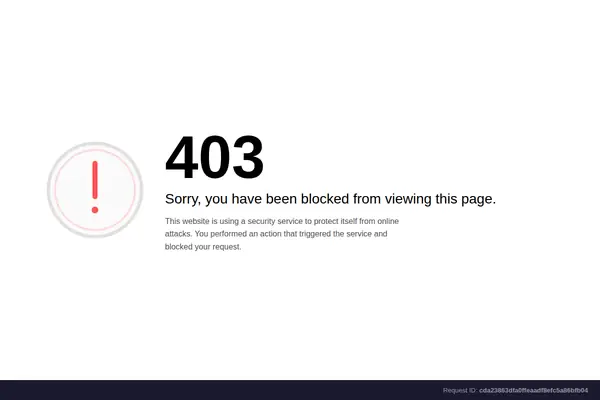 403
Sorry, you have been blocked from viewing this page.
This website is using a security service to protect itself from online
attacks. You performed an action that triggered the service and
blocked your request.
Request ID: